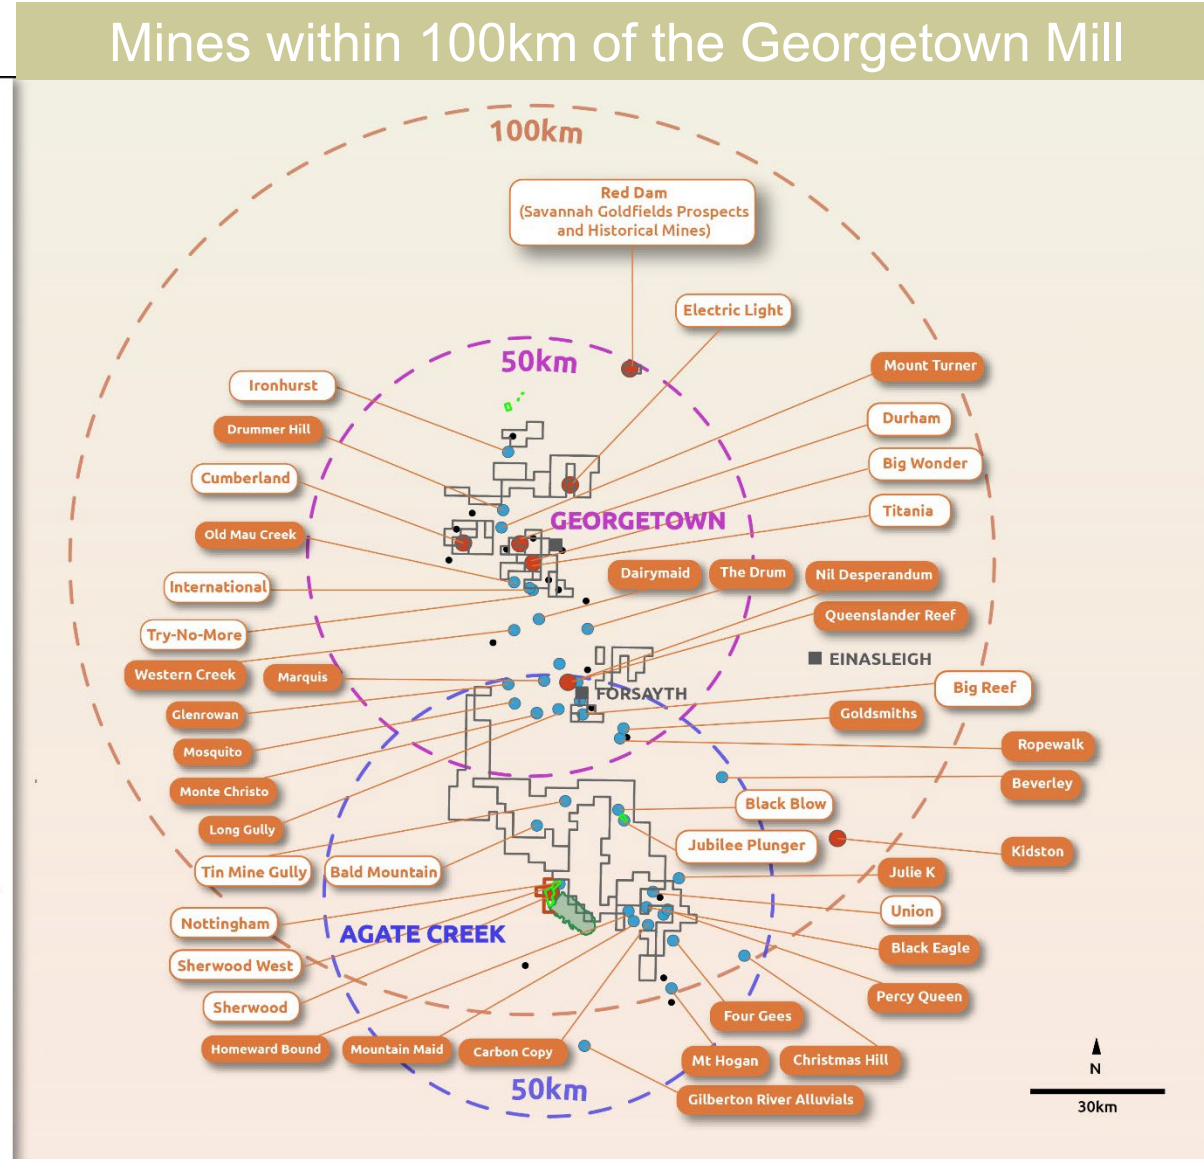 Mines within 100km of the Georgetown Mill
100km
Red Dam
(Savannah Goldfields Prospects
and Historical Mines)
Electric Light
50km
Mount Turner
Ironhurst
Durham
Drummer Hill
Big Wonder
Cumberland
Titania
GEORGETOWN
Old Mau Creek
Dairymaid
The Drum
Nil Desperandum
International
Queenslander Reef
Try-No-More
EINASLEIGH
Western Creek
Marquis
FORSAYTH
Big Reef
Glenrowan
Goldsmiths
Mosquito
Ropewalk
Monte Christo
Beverley
Black Blow
Long Gully
Jubilee Plunger
Kidston
Tin Mine Gully
Bald Mountain
Julie K
Union
Nottingham
AGATE CREEK
Black Eagle
Sherwood West
Percy Queen
Sherwood
Four Gees
Homeward Bound
Mountain Maid
Carbon Copy
Mt Hogan
Christmas Hill
N
50km
Gilberton River Alluvials
30km